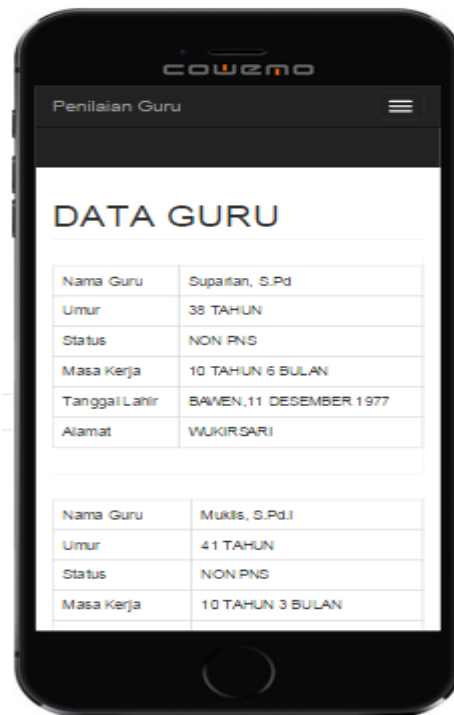 cowemo
Penilaian Guru
DATA GURU
Nama Guru Suparlan, S.Pd
Umur 38 TAHUN
Status NON PNS
Masa Kerja 10 TAHUN 6 BULAN
Tanggal Lahir BAWEN,11 DESEMBER 1977
Alamat WUKIRSARI
Nama Guru Muklis, S.Pd.I
Umur 41 TAHUN
Status NON PNS
Masa Kerja 10 TAHUN 3 BULAN